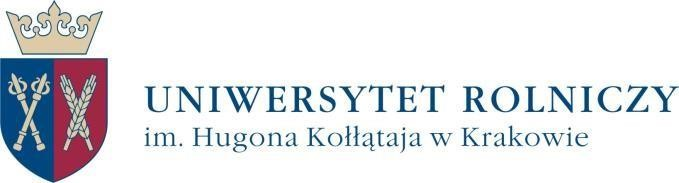 UNIWERSYTET ROLNICZY
im. Hugona Kołłątaja w Krakowie